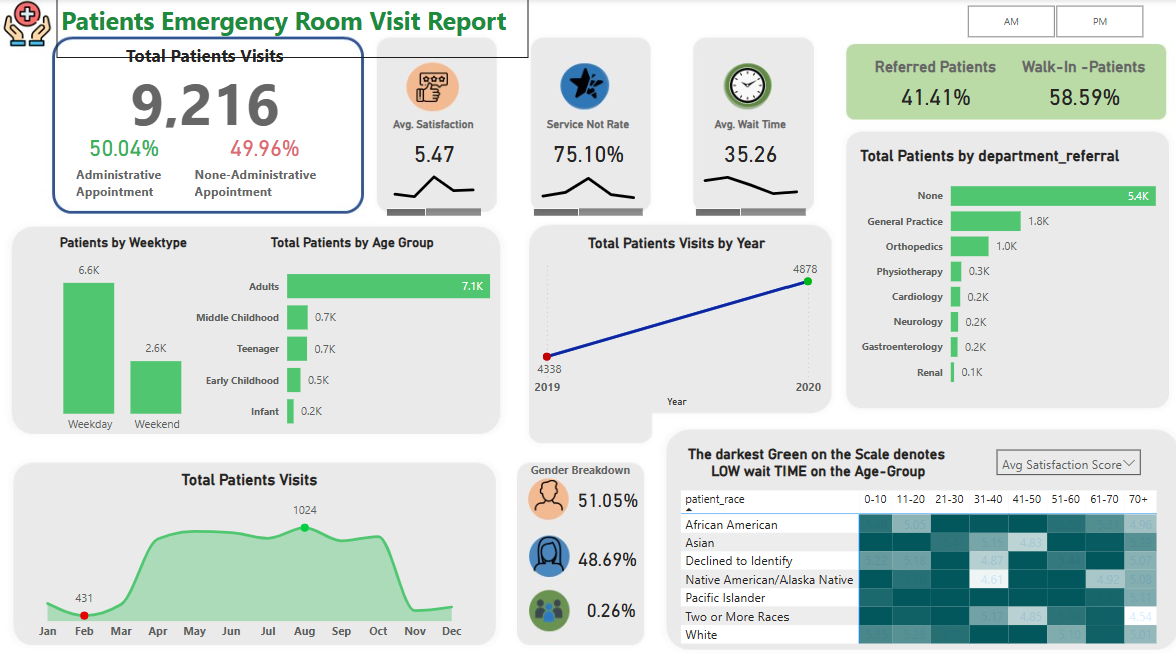 Patients Emergency Room Visit Report
AM
PM
Total Patients Visits
9,216
50.04%
49.96%
Administrative
Appointment
None-Administrative
Appointment
Avg. Satisfaction
5.47
Service Not Rate
75.10%
Avg. Wait Time
35.26
Referred Patients
Walk-In -Patients
41.41%
58.59%
Total Patients by department_referral
None
5.4K
General Practice
1.8K
Orthopedics
1.0K
Physiotherapy
0.3K
Cardiology
0.2K
Neurology
0.2K
Gastroenterology
0.2K
Renal
0.1K
Patients by Weektype
6.6K
2.6K
Weekday
Weekend
Total Patients by Age Group
Adults
7.1K
Middle Childhood
0.7K
Teenager
0.7K
Early Childhood
0.5K
Infant
0.2K
Total Patients Visits by Year
4878
4338
2019
2020
Year
Total Patients Visits
1024
431
Jan Feb Mar Apr May Jun Jul Aug Sep Oct Nov Dec
Gender Breakdown
51.05%
48.69%
0.26%
The darkest Green on the Scale denotes
LOW wait TIME on the Age-Group
Avg Satisfaction Score
patient_race 0-10 11-20 21-30 31-40 41-50 51-60 61-70 70+
African American 5.05 4.96
Asian 4.83
Declined to Identify 4.87 5.07
Native American/Alaska Native 4.61 4.92 5.08
Pacific Islander
Two or More Races 4.85 4.54
White 5.10 5.01